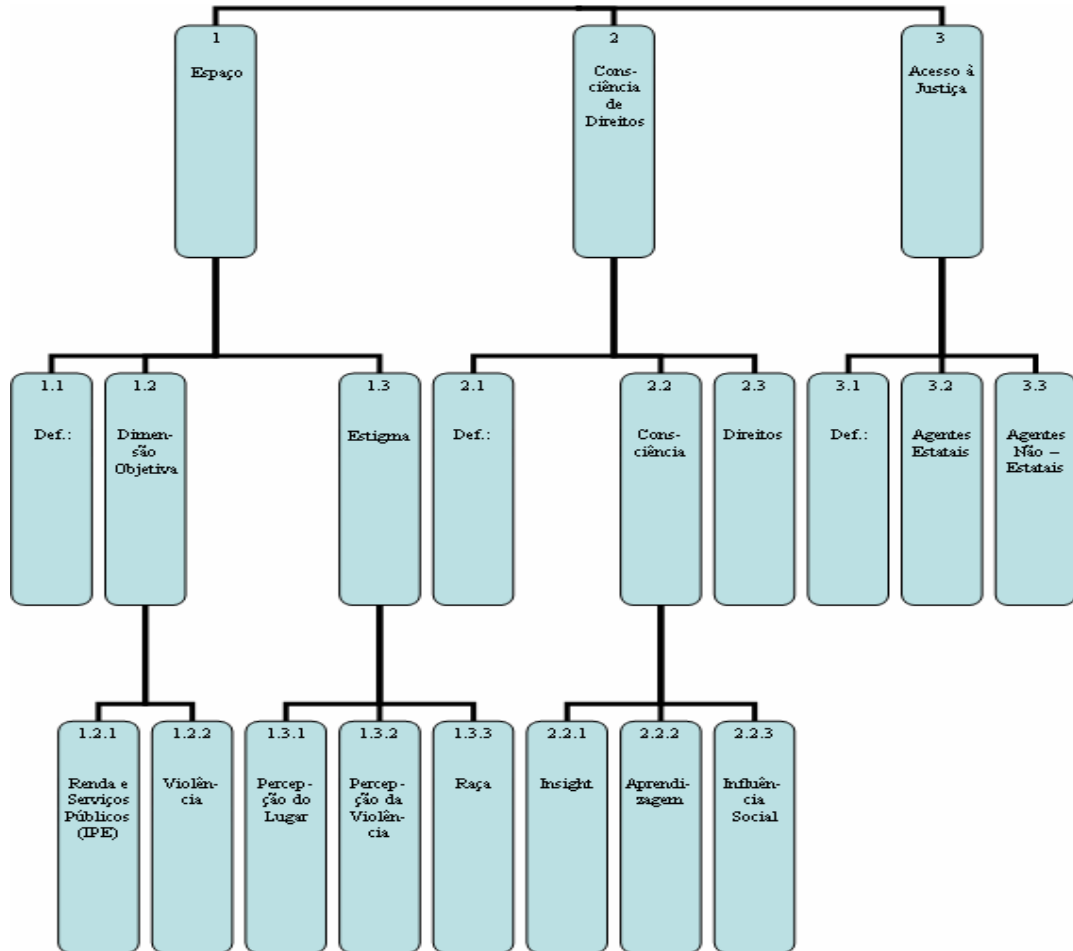 1
Espaço
2
Cons-
ciência
de
Direitos
3
Acesso à
Justiça
1.1
Def.:
1.2
Dimen-
são
Objetiva
1.3
Estigma
2.1
Def.:
2.2
Cons-
ciência
2.3
Direitos
3.1
Def.:
3.2
Agentes
Estatais
3.3
Agentes
Não –
Estatais
1.2.1
Renda e
Serviços
Públicos
(IPE)
1.2.2
Violên-
cia
1.3.1
Percep-
ção do
Lugar
1.3.2
Percep-
ção da
Violên-
cia
1.3.3
Raça
2.2.1
Insight
2.2.2
Aprendi-
zagem
2.2.3
Influência
Social